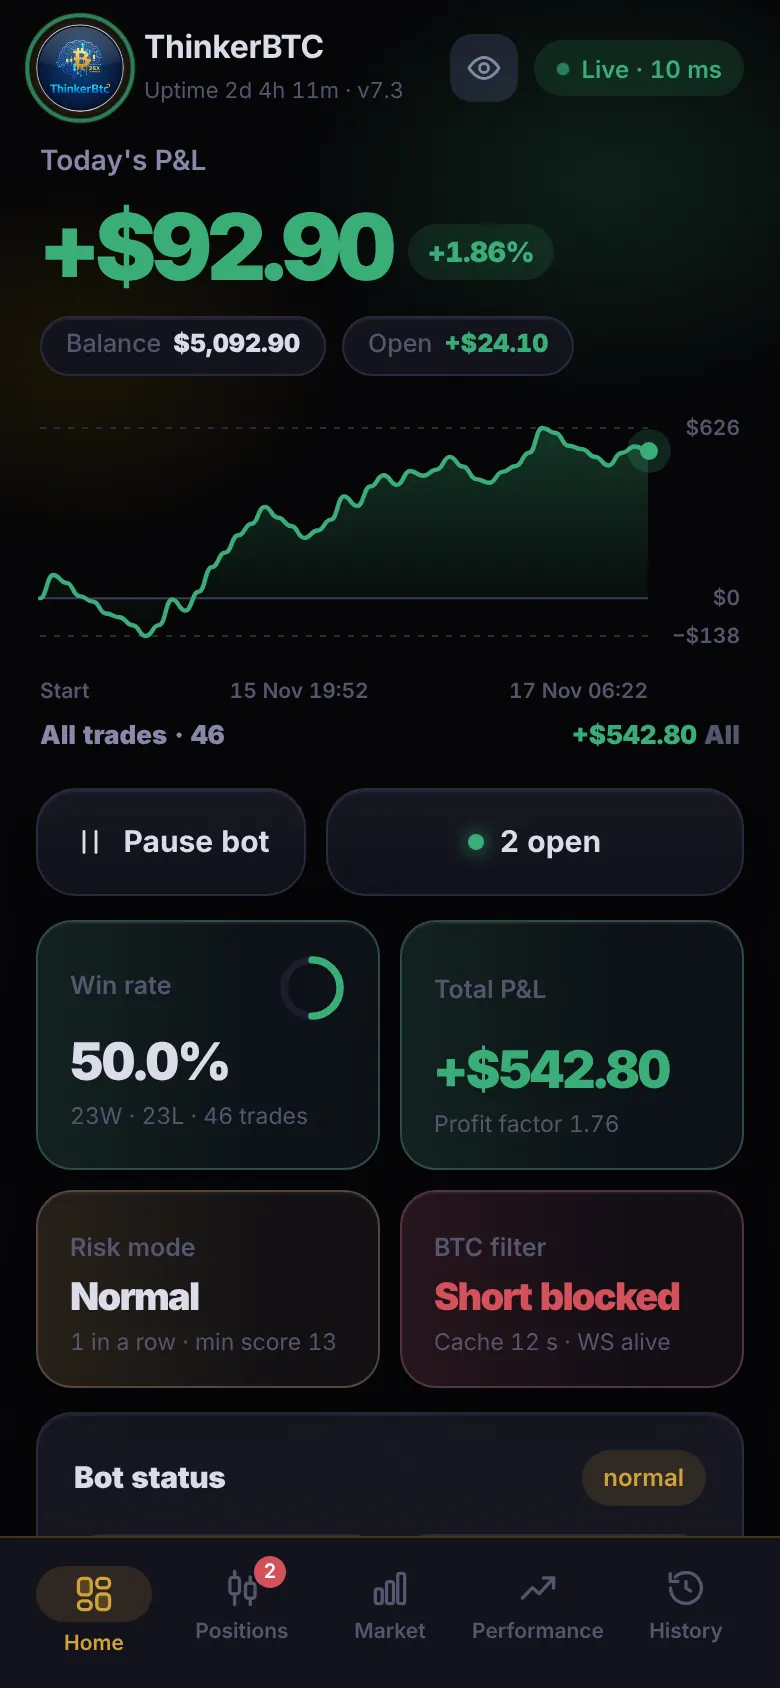 ThinkerBTC
Uptime 2d 4h 11m · v7.3
Live · 10 ms
₿ 25X
ThinkerBtc
Today's P&L
+$92.90
+1.86%
Balance $5,092.90
Open +$24.10
$626
$0
−$138
Start
15 Nov 19:52
17 Nov 06:22
All trades · 46
+$542.80 All
Pause bot
2 open
Win rate
50.0%
23W · 23L · 46 trades
Total P&L
+$542.80
Profit factor 1.76
Risk mode
Normal
1 in a row · min score 13
BTC filter
Short blocked
Cache 12 s · WS alive
Bot status
normal
2
Home
Positions
Market
Performance
History